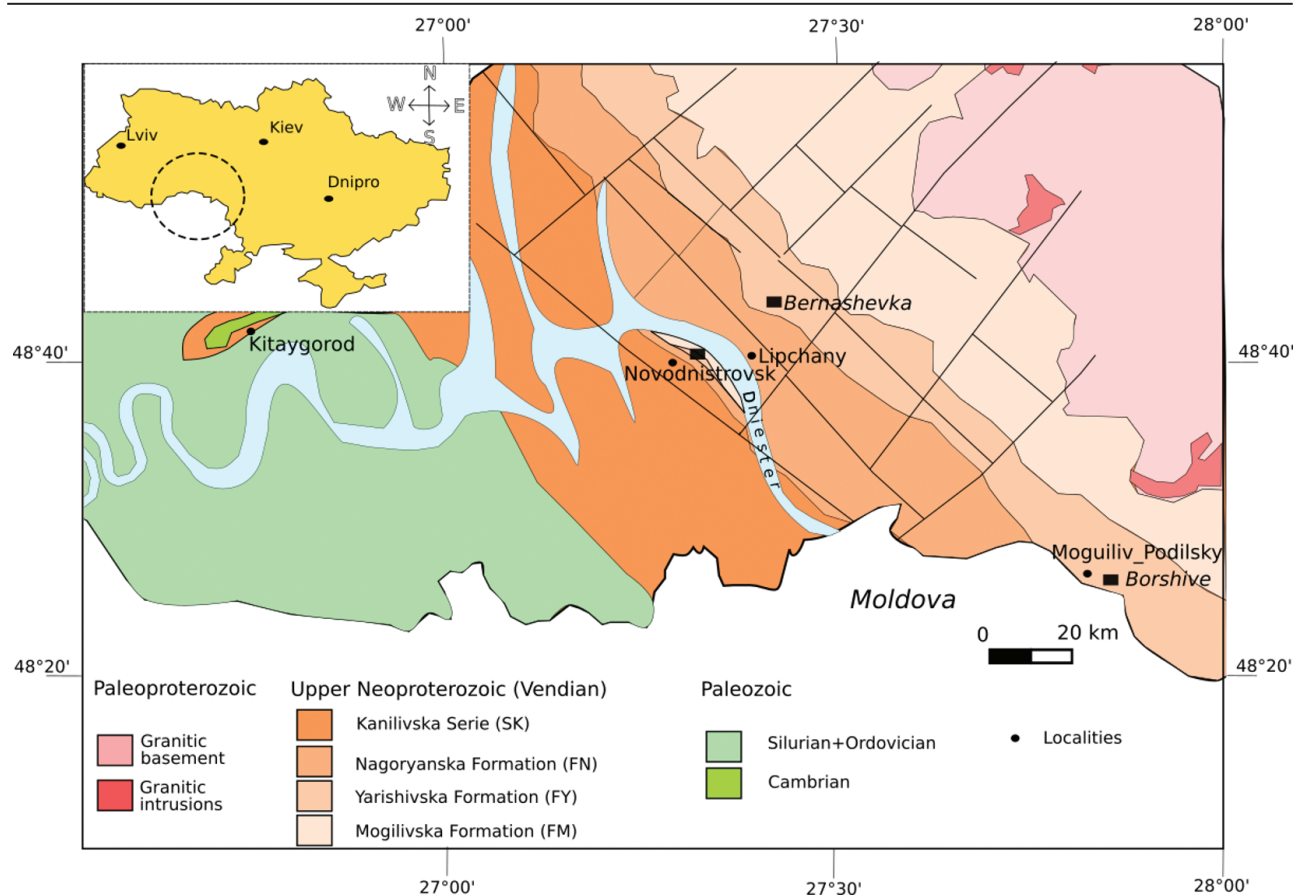 27°00'
27°30'
28°00'
N
W
E
S
Lviv
Kiev
Dnipro
Bernashevka
48°40'
Kitaygorod
Lipchany
48°40'
Novodnistrovsk
Dniester
Moguiliv_Podilsky
Borshive
Moldova
0
20 km
48°20'
48°20'
Paleoproterozoic
Granitic
basement
Granitic
intrusions
Upper Neoproterozoic (Vendian)
Kanilivska Serie (SK)
Nagoryanska Formation (FN)
Yarishivska Formation (FY)
Mogilivska Formation (FM)
Paleozoic
Silurian+Ordovician
Cambrian
Localities
27°00'
27°30'
28°00'